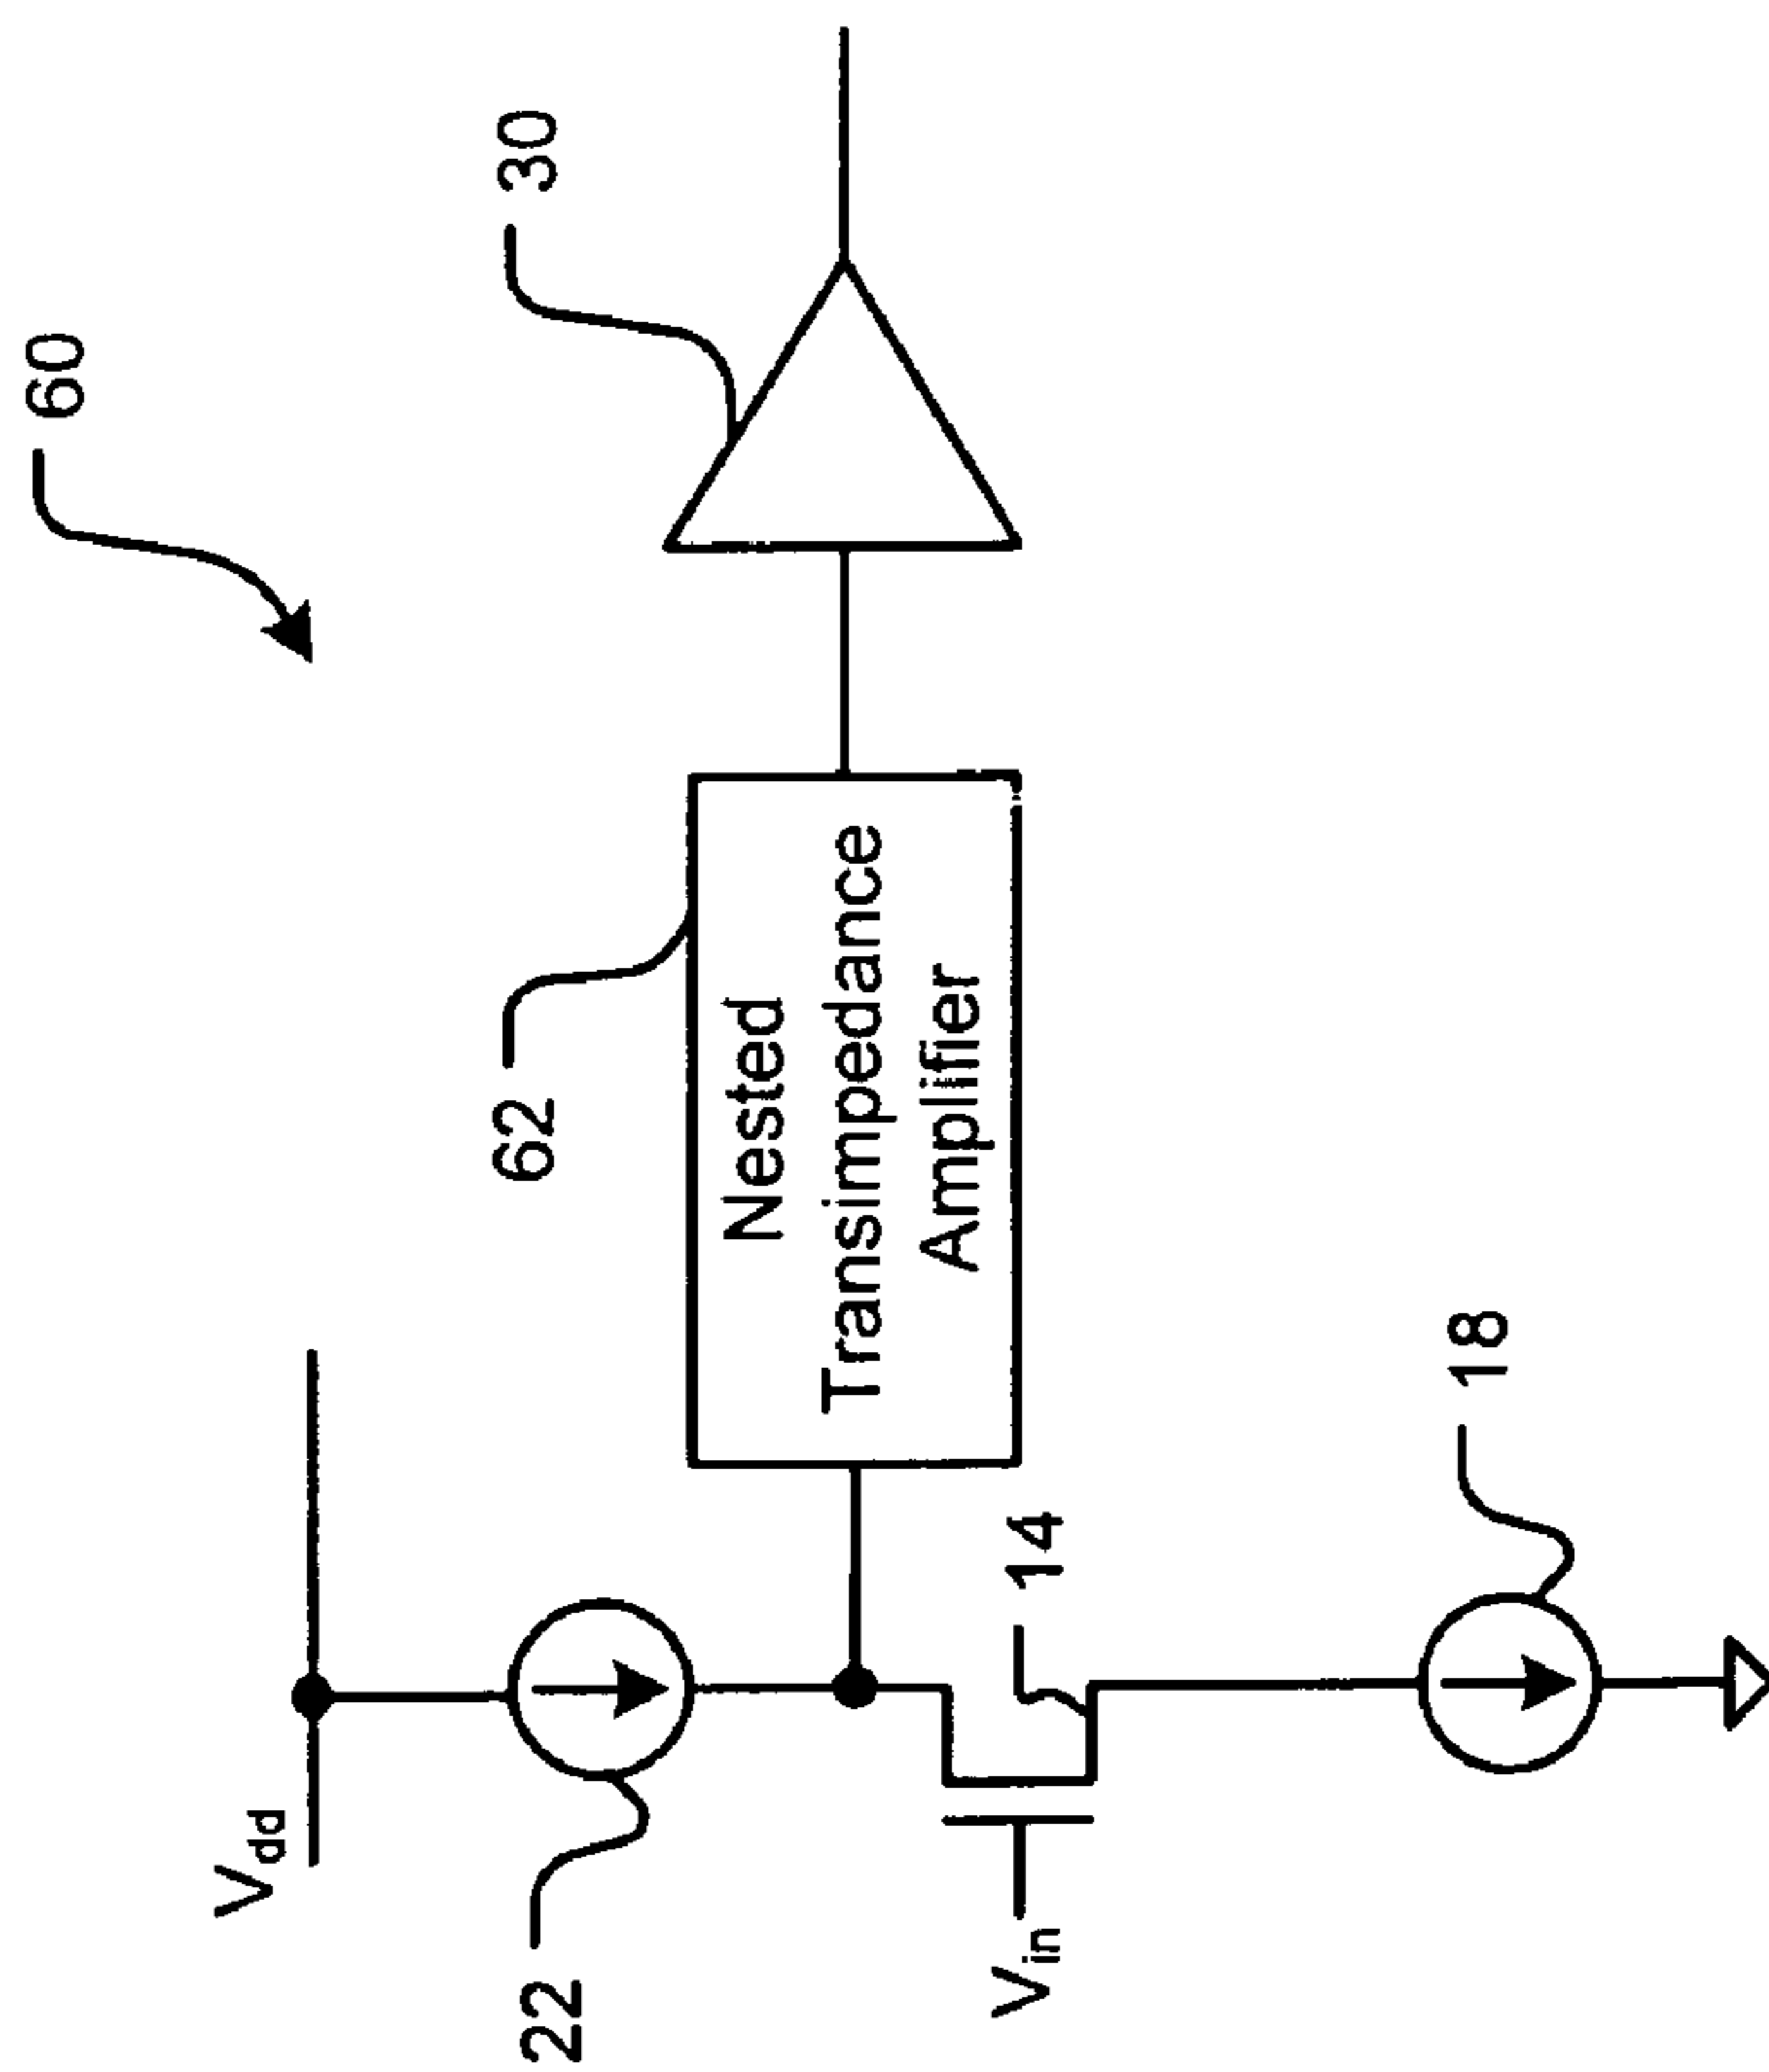 60
30
62
Nested
Transimpedance
Amplifier
Vdd
22
14
Vin
18